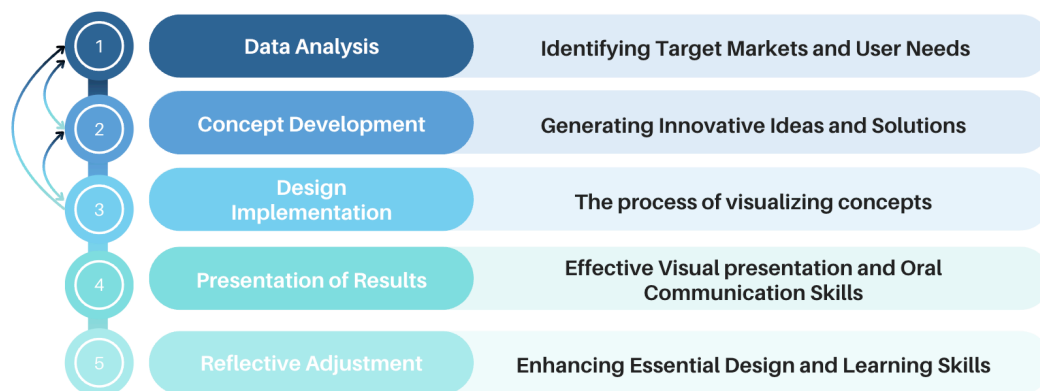 1
Data Analysis
Identifying Target Markets and User Needs
2
Concept Development
Generating Innovative Ideas and Solutions
3
Design
Implementation
The process of visualizing concepts
4
Presentation of Results
Effective Visual presentation and Oral
Communication Skills
5
Reflective Adjustment
Enhancing Essential Design and Learning Skills